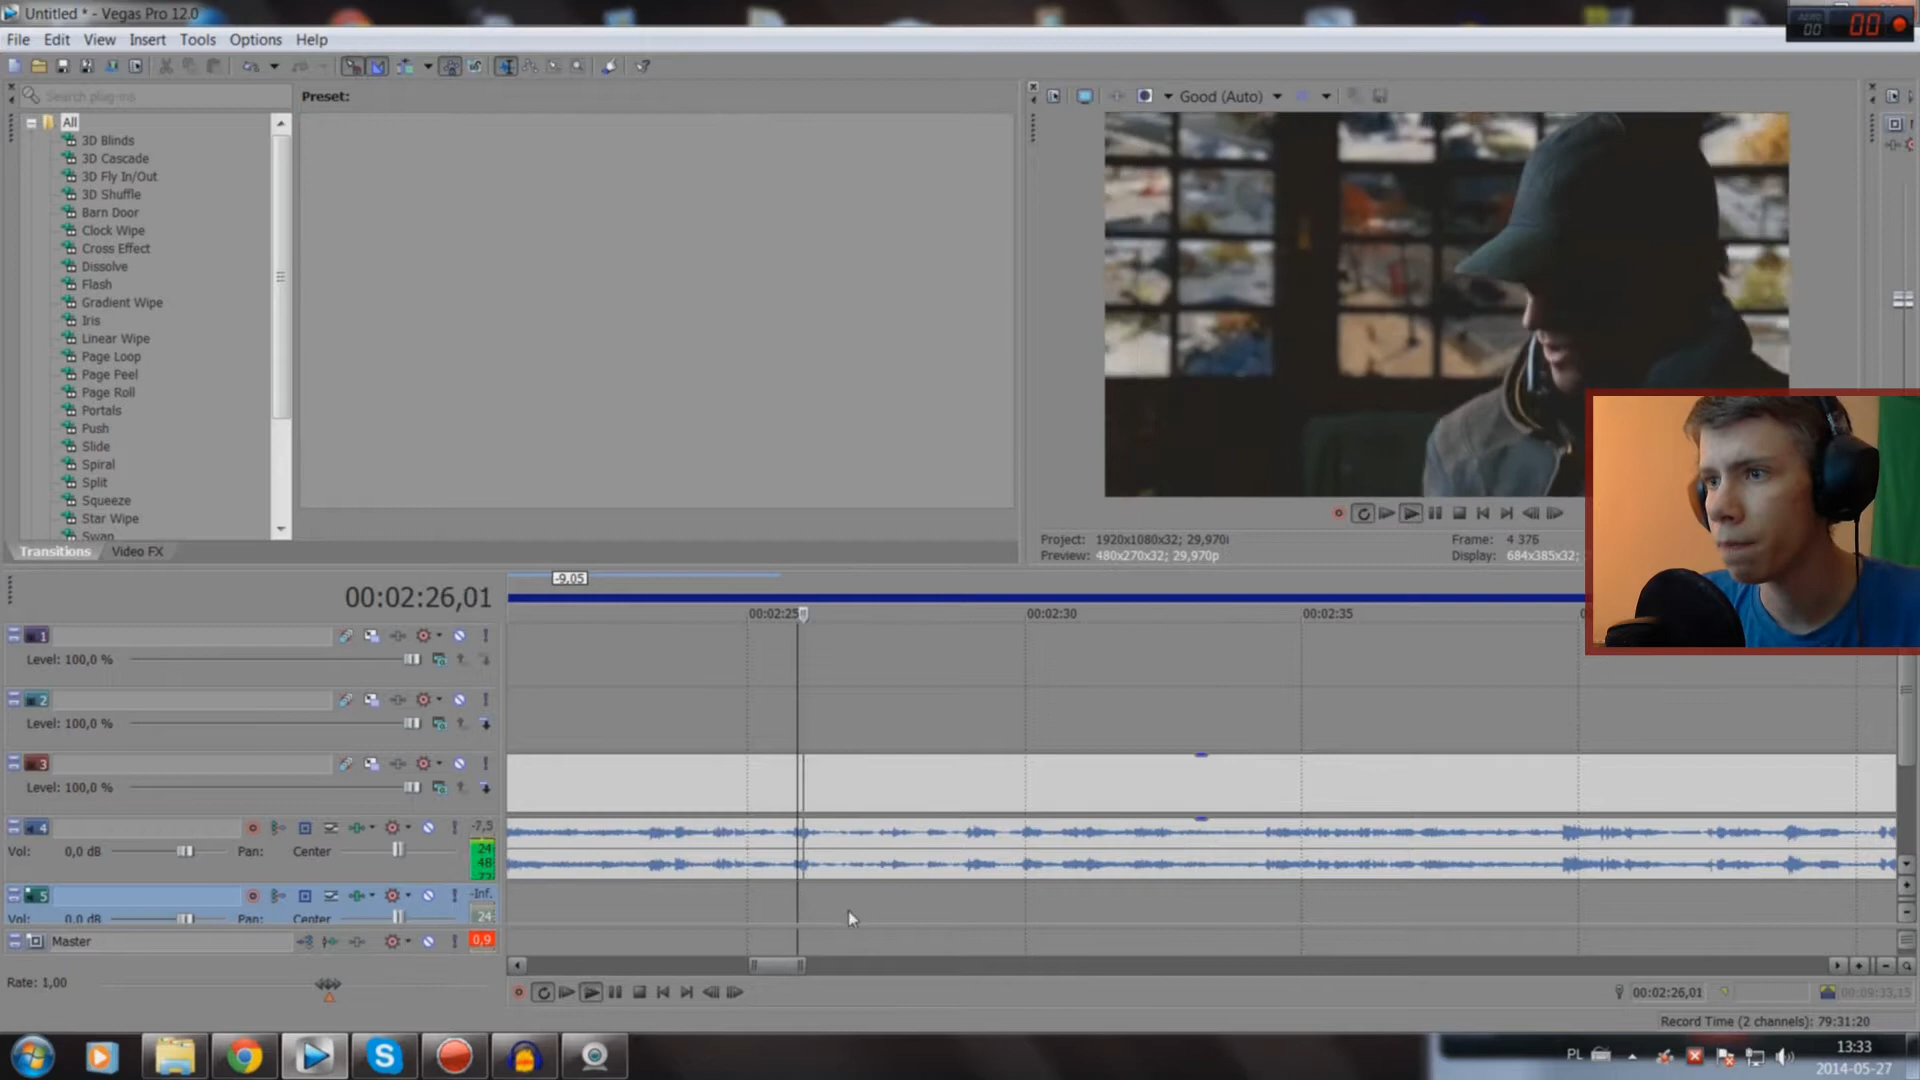 Untitled * - Vegas Pro 12.0
00
00
File Edit View Insert Tools Options Help
Search plug-ins
Preset:
Good (Auto)
All
3D Blinds
3D Cascade
3D Fly In/Out
3D Shuffle
Barn Door
Clock Wipe
Cross Effect
Dissolve
Flash
Gradient Wipe
Iris
Linear Wipe
Page Loop
Page Peel
Page Roll
Portals
Push
Slide
Spiral
Split
Squeeze
Star Wipe
Swap
Transitions Video FX
Project: 1920x1080x32; 29,970i
Frame: 4 376
Preview: 480x270x32; 29,970p
Display: 684x385x32;
-9.05
00:02:26,01
00:02:25 00:02:30 00:02:35
1
Level: 100,0 %
2
Level: 100,0 %
3
Level: 100,0 %
4
-7,5
Vol: 0,0 dB Pan: Center
24
48
5
-Inf.
Vol: 0,0 dB Pan: Center
24
Master
0,9
Rate: 1,00
00:02:26,01
00:09:33,15
Record Time (2 channels): 79:31:20
PL
13:33
2014-05-27